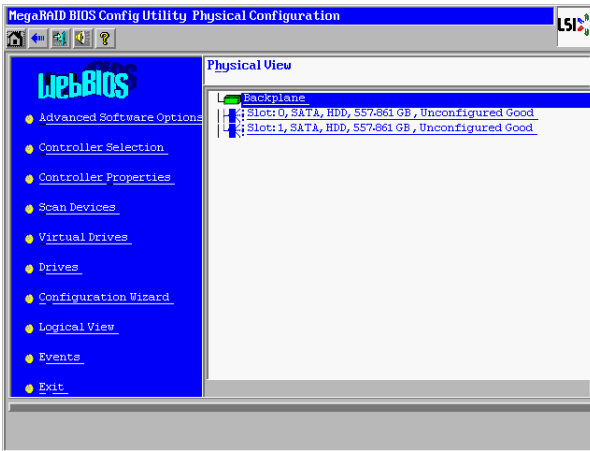 MegaRAID BIOS Config Utility Physical Configuration
LSI
?
WebBIOS
Physical View
Backplane
Slot: 0, SATA, HDD, 557.861 GB , Unconfigured Good
Slot: 1, SATA, HDD, 557.861 GB , Unconfigured Good
Advanced Software Options
Controller Selection
Controller Properties
Scan Devices
Virtual Drives
Drives
Configuration Wizard
Logical View
Events
Exit